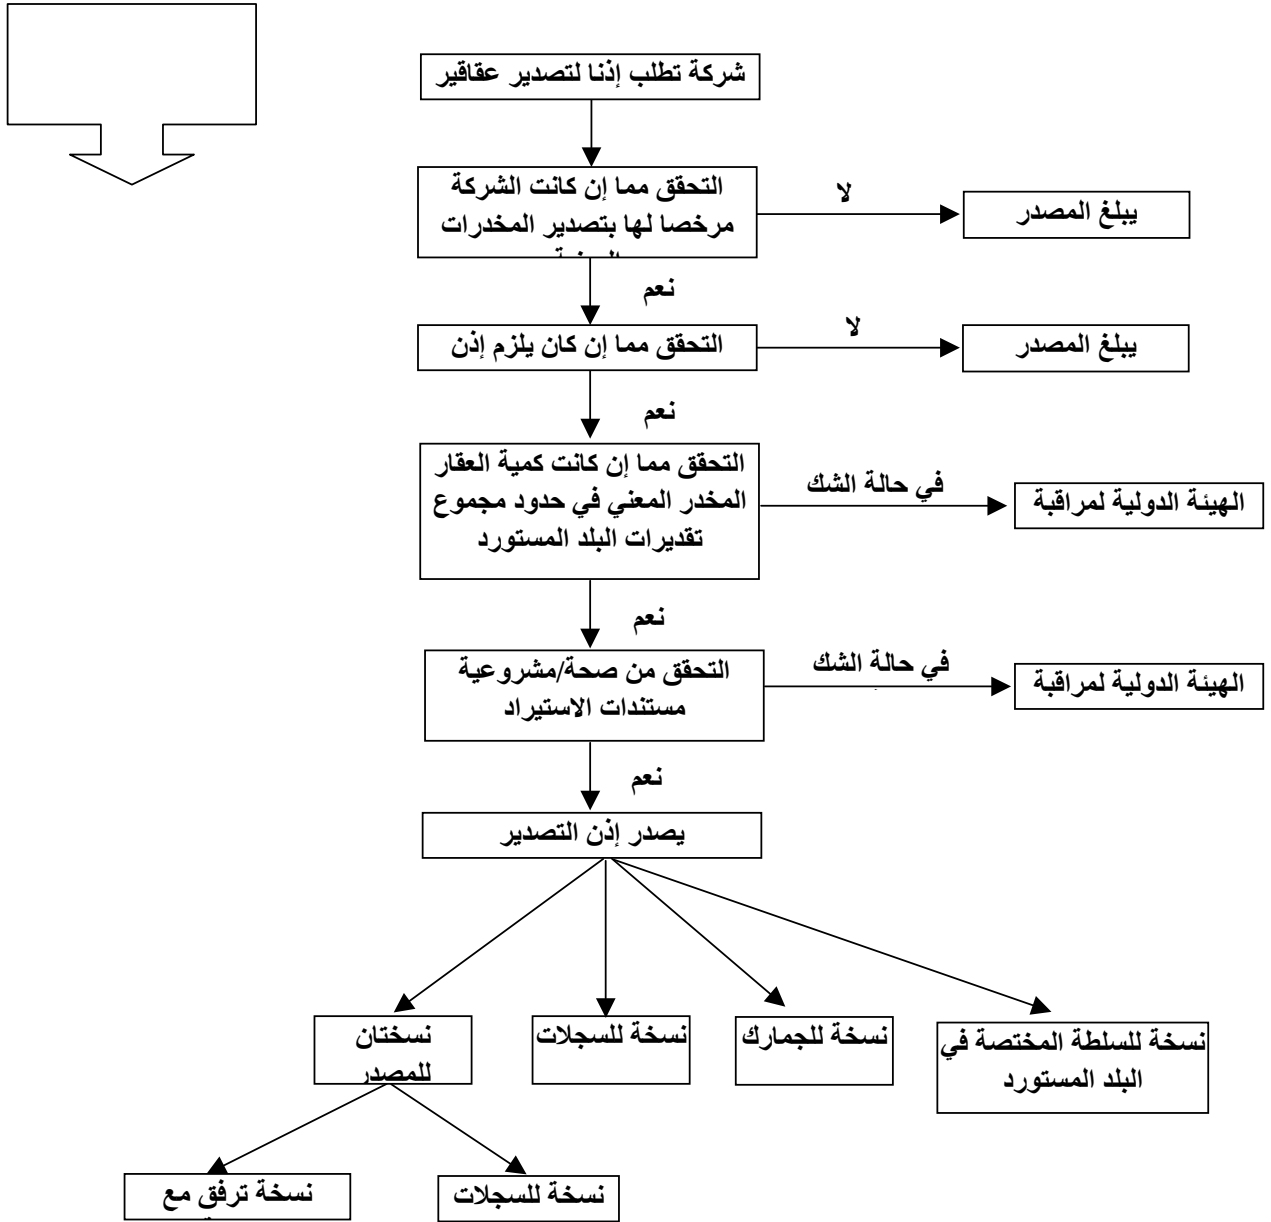 شركة تطلب إذنا لتصدير عقاقير
التحقق مما إن كانت الشركة
مرخصا لها بتصدير المخدرات
لا
يبلغ المصدر
نعم
التحقق مما إن كان يلزم إذن
لا
يبلغ المصدر
نعم
التحقق مما إن كانت كمية العقار
المخدر المعني في حدود مجموع
تقديرات البلد المستورد
في حالة الشك
الهيئة الدولية لمراقبة
نعم
التحقق من صحة/مشروعية
مستندات الاستيراد
في حالة الشك
الهيئة الدولية لمراقبة
نعم
يصدر إذن التصدير
نسخة للسلطة المختصة في
البلد المستورد
نسخة للجمارك
نسخة للسجلات
نسختان
للمصدر
نسخة للسجلات
نسخة ترفق مع